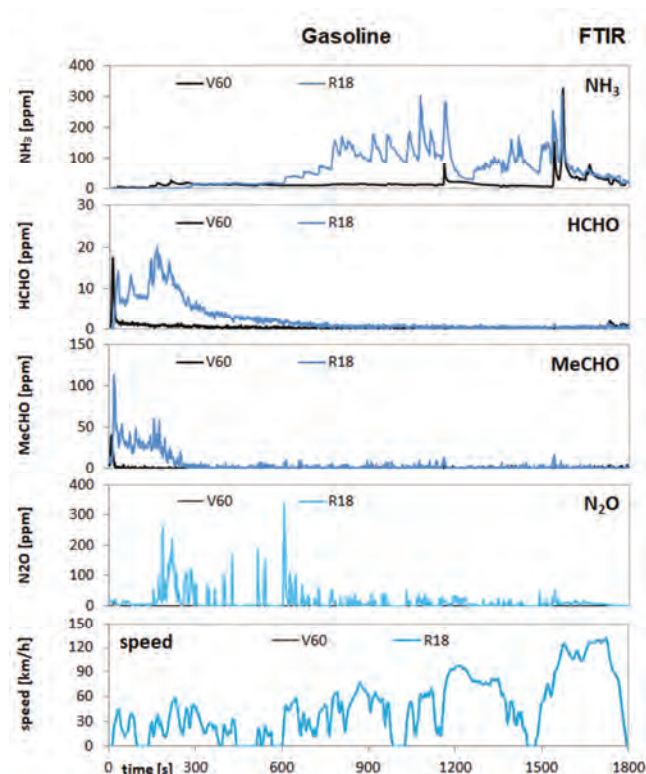 Gasoline FTIR
400
300
200
100
0
NH₃ [ppm]
V60 R18
NH₃
30
20
10
0
HCHO [ppm]
V60 R18
HCHO
150
100
50
0
MeCHO [ppm]
V60 R18
MeCHO
400
300
200
100
0
N2O [ppm]
V60 R18
N₂O
150
120
90
60
30
0
speed [km/h]
speed V60 R18
0 time [s] 300 600 900 1200 1500 1800